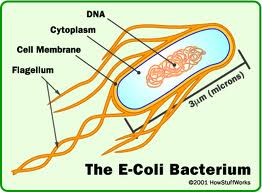 DNA
Cytoplasm
Cell Membrane
Flagellum
3µm (microns)
The E-Coli Bacterium
©2001 HowStuffWorks